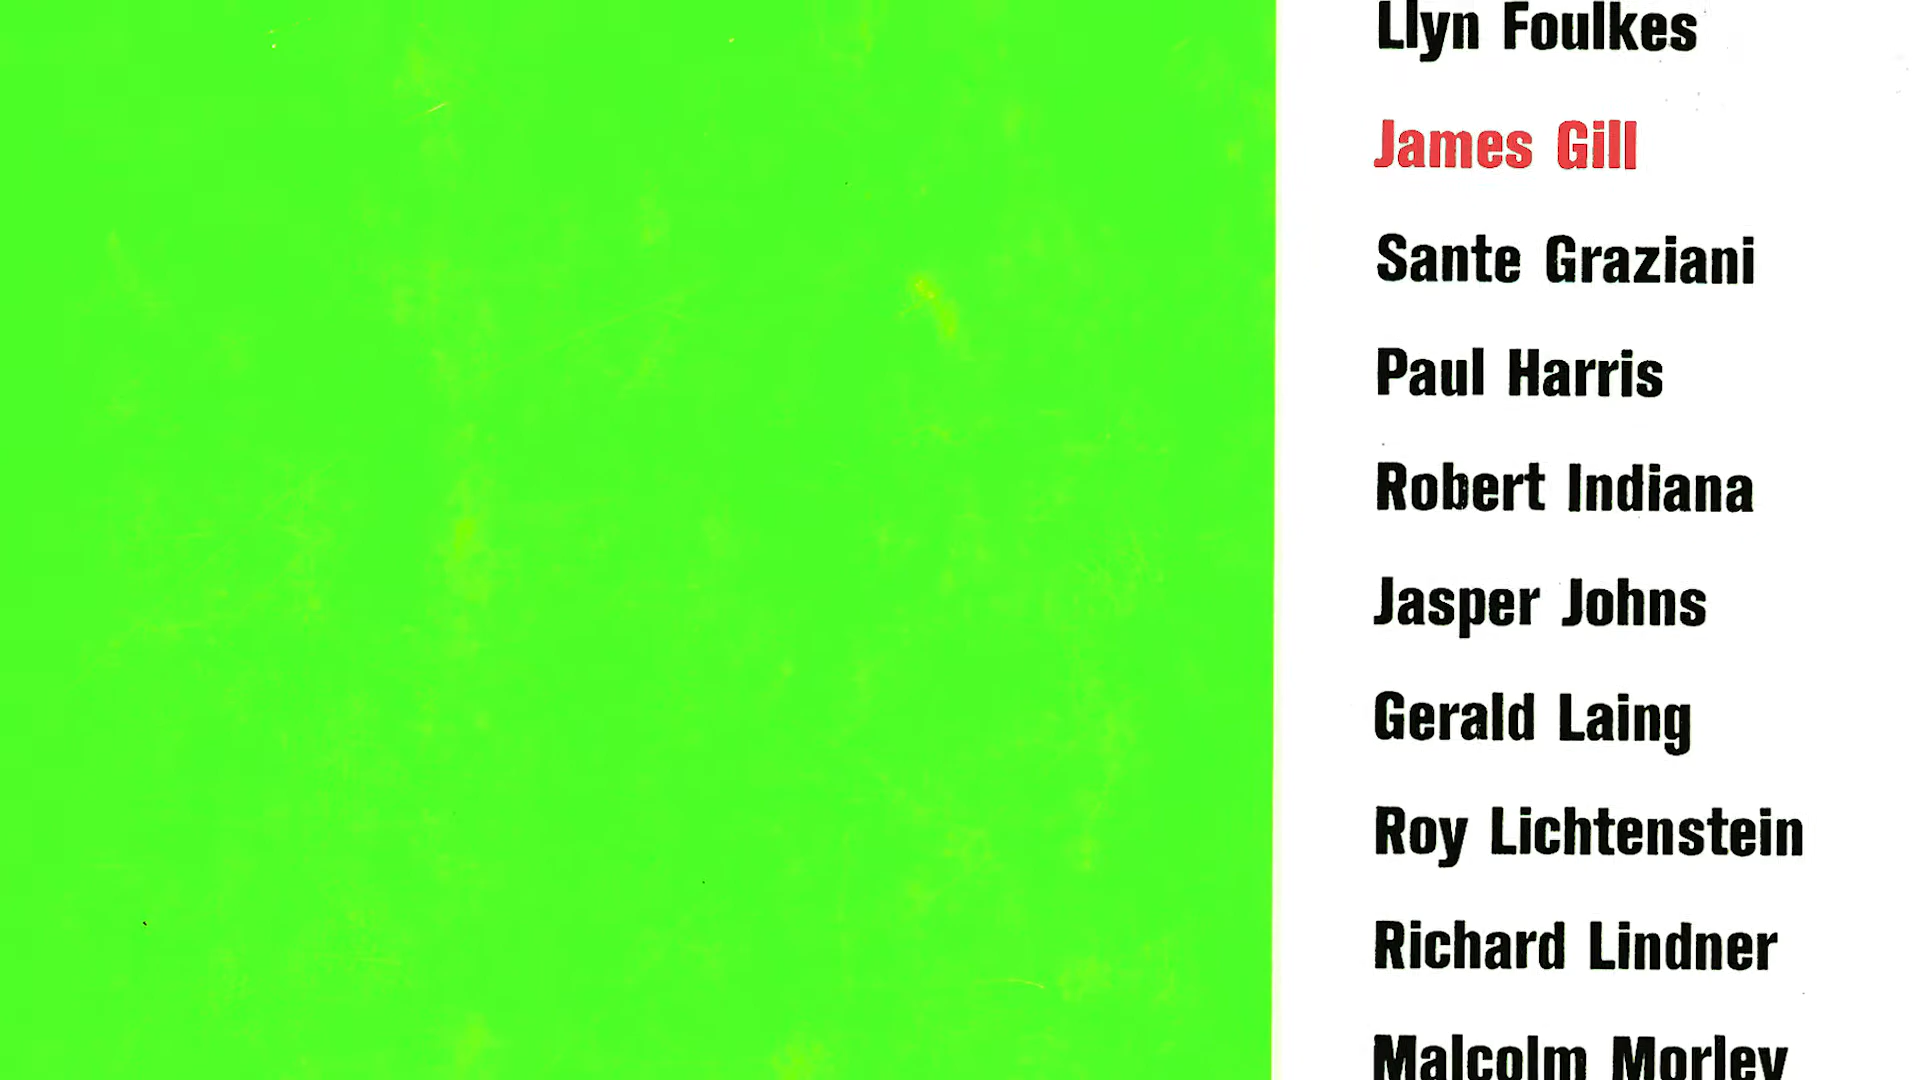 Llyn Foulkes
James Gill
Sante Graziani
Paul Harris
Robert Indiana
Jasper Johns
Gerald Laing
Roy Lichtenstein
Richard Lindner
Malcolm Morley